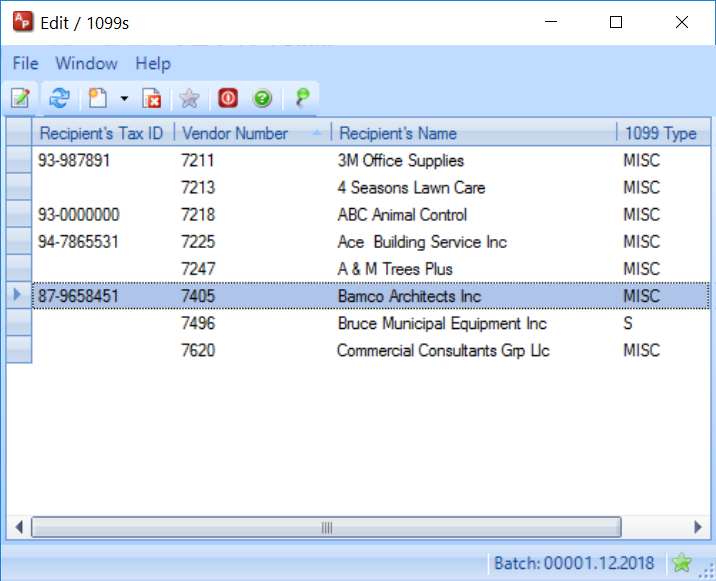 AP Edit / 1099s
File Window Help
Recipient's Tax ID Vendor Number Recipient's Name 1099 Type
93-987891 7211 3M Office Supplies MISC
7213 4 Seasons Lawn Care MISC
93-0000000 7218 ABC Animal Control MISC
94-7865531 7225 Ace Building Service Inc MISC
7247 A & M Trees Plus MISC
87-9658451 7405 Bamco Architects Inc MISC
7496 Bruce Municipal Equipment Inc S
7620 Commercial Consultants Grp Llc MISC
Batch: 00001.12.2018